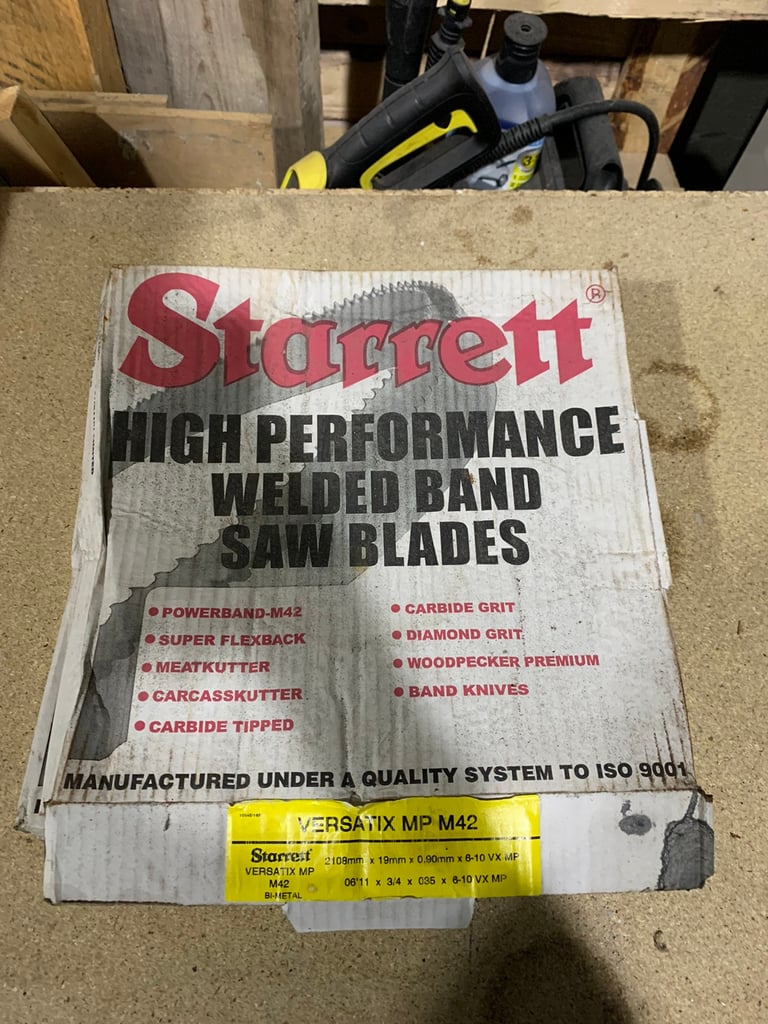 Starrett®
HIGH PERFORMANCE
WELDED BAND
SAW BLADES
• POWERBAND-M42
• SUPER FLEXBACK
• MEATKUTTER
• CARCASSKUTTER
• CARBIDE TIPPED
• CARBIDE GRIT
• DIAMOND GRIT
• WOODPECKER PREMIUM
• BAND KNIVES
MANUFACTURED UNDER A QUALITY SYSTEM TO ISO 9001
VERSATIX MP M42
Starrett
VERSATIX MP
M42
BI-METAL
2108mm x 19mm x 0.90mm x 6-10 VX MP
06'11 x 3/4 x 035 x 6-10 VX MP